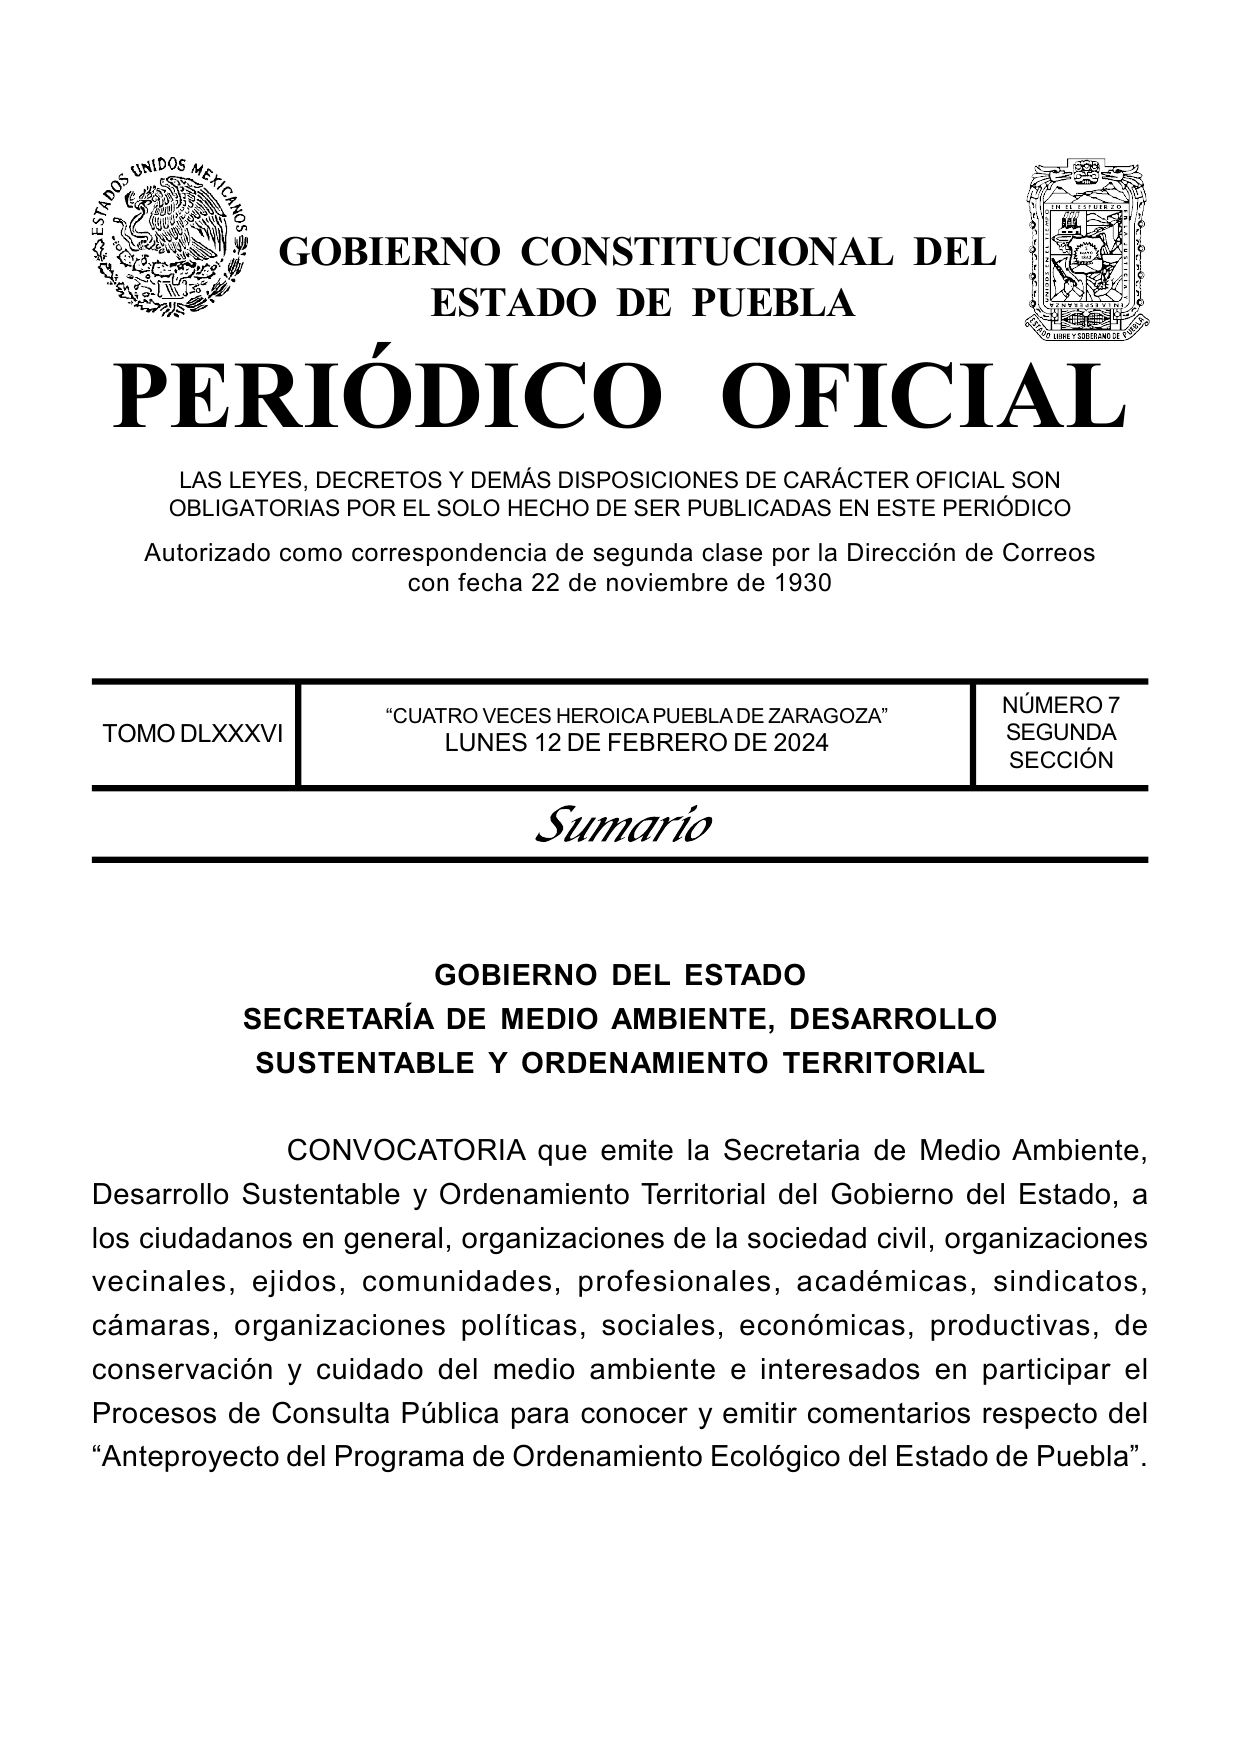 ESTADOS UNIDOS MEXICANOS
GOBIERNO CONSTITUCIONAL DEL
ESTADO DE PUEBLA
EN EL ESFUERZO
ESTADO LIBRE Y SOBERANO DE PUEBLA
PERIÓDICO OFICIAL
LAS LEYES, DECRETOS Y DEMÁS DISPOSICIONES DE CARÁCTER OFICIAL SON
OBLIGATORIAS POR EL SOLO HECHO DE SER PUBLICADAS EN ESTE PERIÓDICO
Autorizado como correspondencia de segunda clase por la Dirección de Correos
con fecha 22 de noviembre de 1930
TOMO DLXXXVI
“CUATRO VECES HEROICA PUEBLA DE ZARAGOZA”
LUNES 12 DE FEBRERO DE 2024
NÚMERO 7
SEGUNDA
SECCIÓN
Sumario
GOBIERNO DEL ESTADO
SECRETARÍA DE MEDIO AMBIENTE, DESARROLLO
SUSTENTABLE Y ORDENAMIENTO TERRITORIAL
CONVOCATORIA que emite la Secretaria de Medio Ambiente,
Desarrollo Sustentable y Ordenamiento Territorial del Gobierno del Estado, a
los ciudadanos en general, organizaciones de la sociedad civil, organizaciones
vecinales, ejidos, comunidades, profesionales, académicas, sindicatos,
cámaras, organizaciones políticas, sociales, económicas, productivas, de
conservación y cuidado del medio ambiente e interesados en participar el
Procesos de Consulta Pública para conocer y emitir comentarios respecto del
“Anteproyecto del Programa de Ordenamiento Ecológico del Estado de Puebla”.